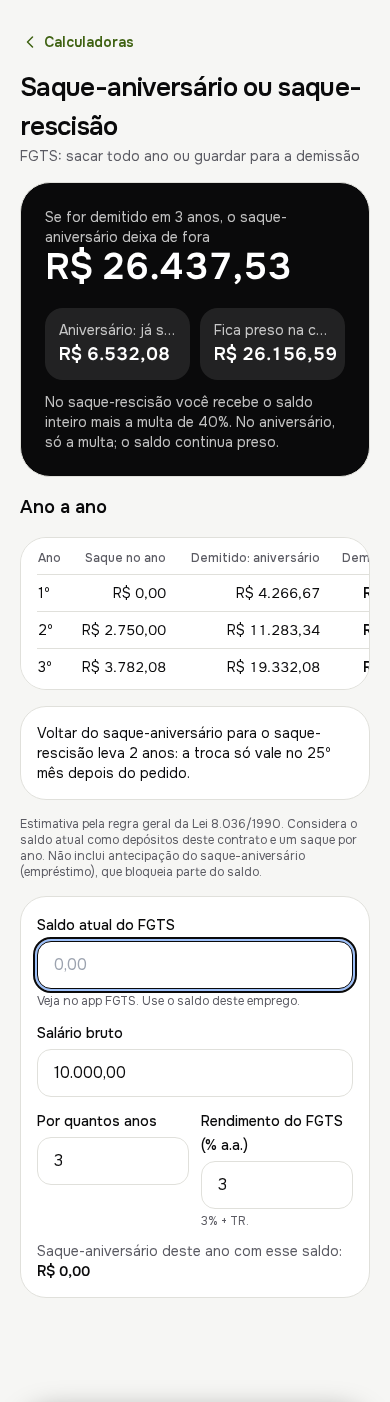 Calculadoras
Saque-aniversário ou saque-
rescisão
FGTS: sacar todo ano ou guardar para a demissão
Se for demitido em 3 anos, o saque-
aniversário deixa de fora
R$ 26.437,53
Aniversário: já s…
R$ 6.532,08
Fica preso na c…
R$ 26.156,59
No saque-rescisão você recebe o saldo
inteiro mais a multa de 40%. No aniversário,
só a multa; o saldo continua preso.
Ano a ano
Ano Saque no ano Demitido: aniversário Dem
1º R$ 0,00 R$ 4.266,67 R
2º R$ 2.750,00 R$ 11.283,34 R
3º R$ 3.782,08 R$ 19.332,08 R
Voltar do saque-aniversário para o saque-
rescisão leva 2 anos: a troca só vale no 25º
mês depois do pedido.
Estimativa pela regra geral da Lei 8.036/1990. Considera o
saldo atual como depósitos deste contrato e um saque por
ano. Não inclui antecipação do saque-aniversário
(empréstimo), que bloqueia parte do saldo.
Saldo atual do FGTS
0,00
Veja no app FGTS. Use o saldo deste emprego.
Salário bruto
10.000,00
Por quantos anos
3
Rendimento do FGTS
(% a.a.)
3
3% + TR.
Saque-aniversário deste ano com esse saldo:
R$ 0,00